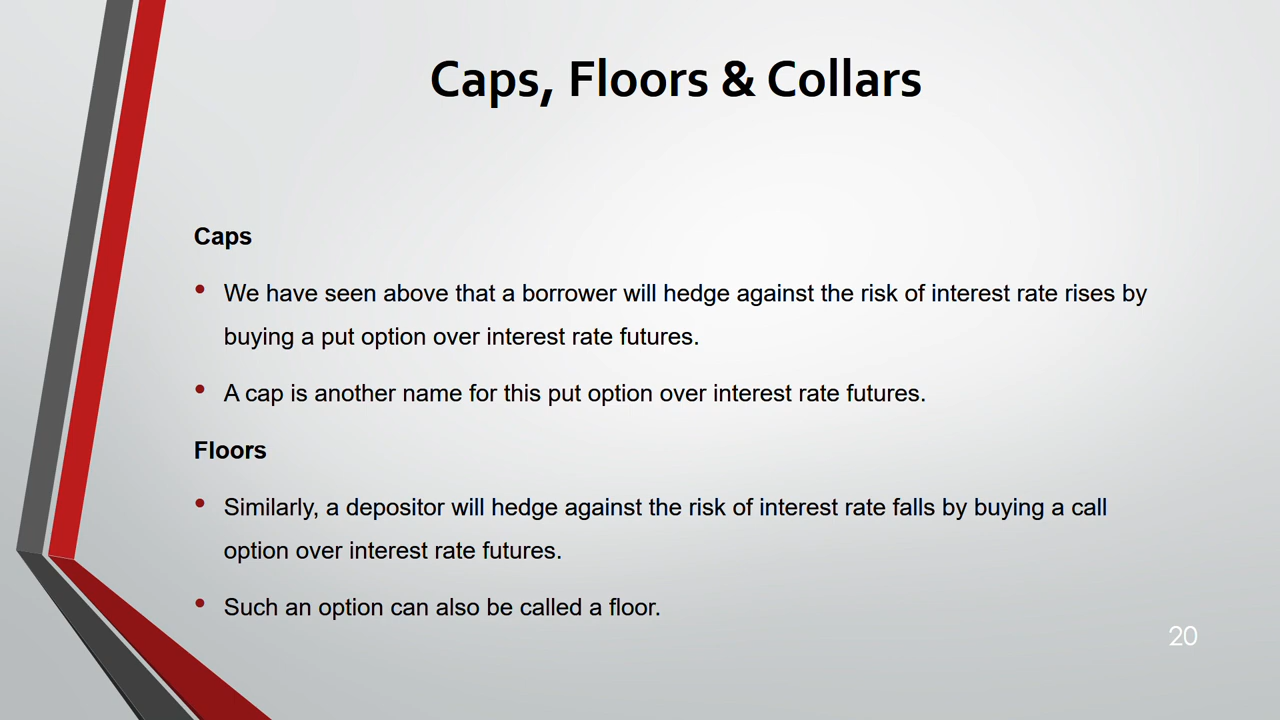 Caps, Floors & Collars
Caps
• We have seen above that a borrower will hedge against the risk of interest rate rises by
buying a put option over interest rate futures.
• A cap is another name for this put option over interest rate futures.
Floors
• Similarly, a depositor will hedge against the risk of interest rate falls by buying a call
option over interest rate futures.
• Such an option can also be called a floor.
20